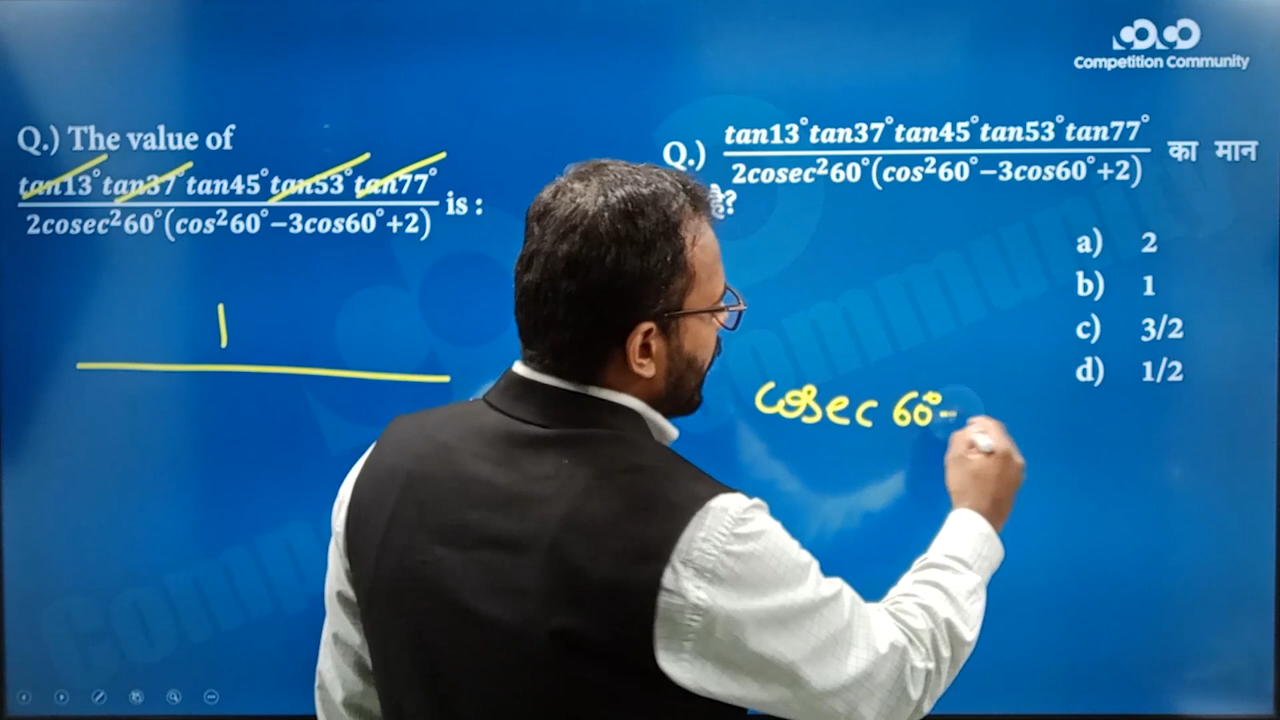 Competition Community
Q.) The value of
tan13°tan37°tan45°tan53°tan77°
2cosec²60°(cos²60°−3cos60°+2)
is :
Q.)
tan13°tan37°tan45°tan53°tan77°
2cosec²60°(cos²60°−3cos60°+2)
का मान
है?
a) 2
b) 1
c) 3/2
d) 1/2
1
cosec 60°-
Community